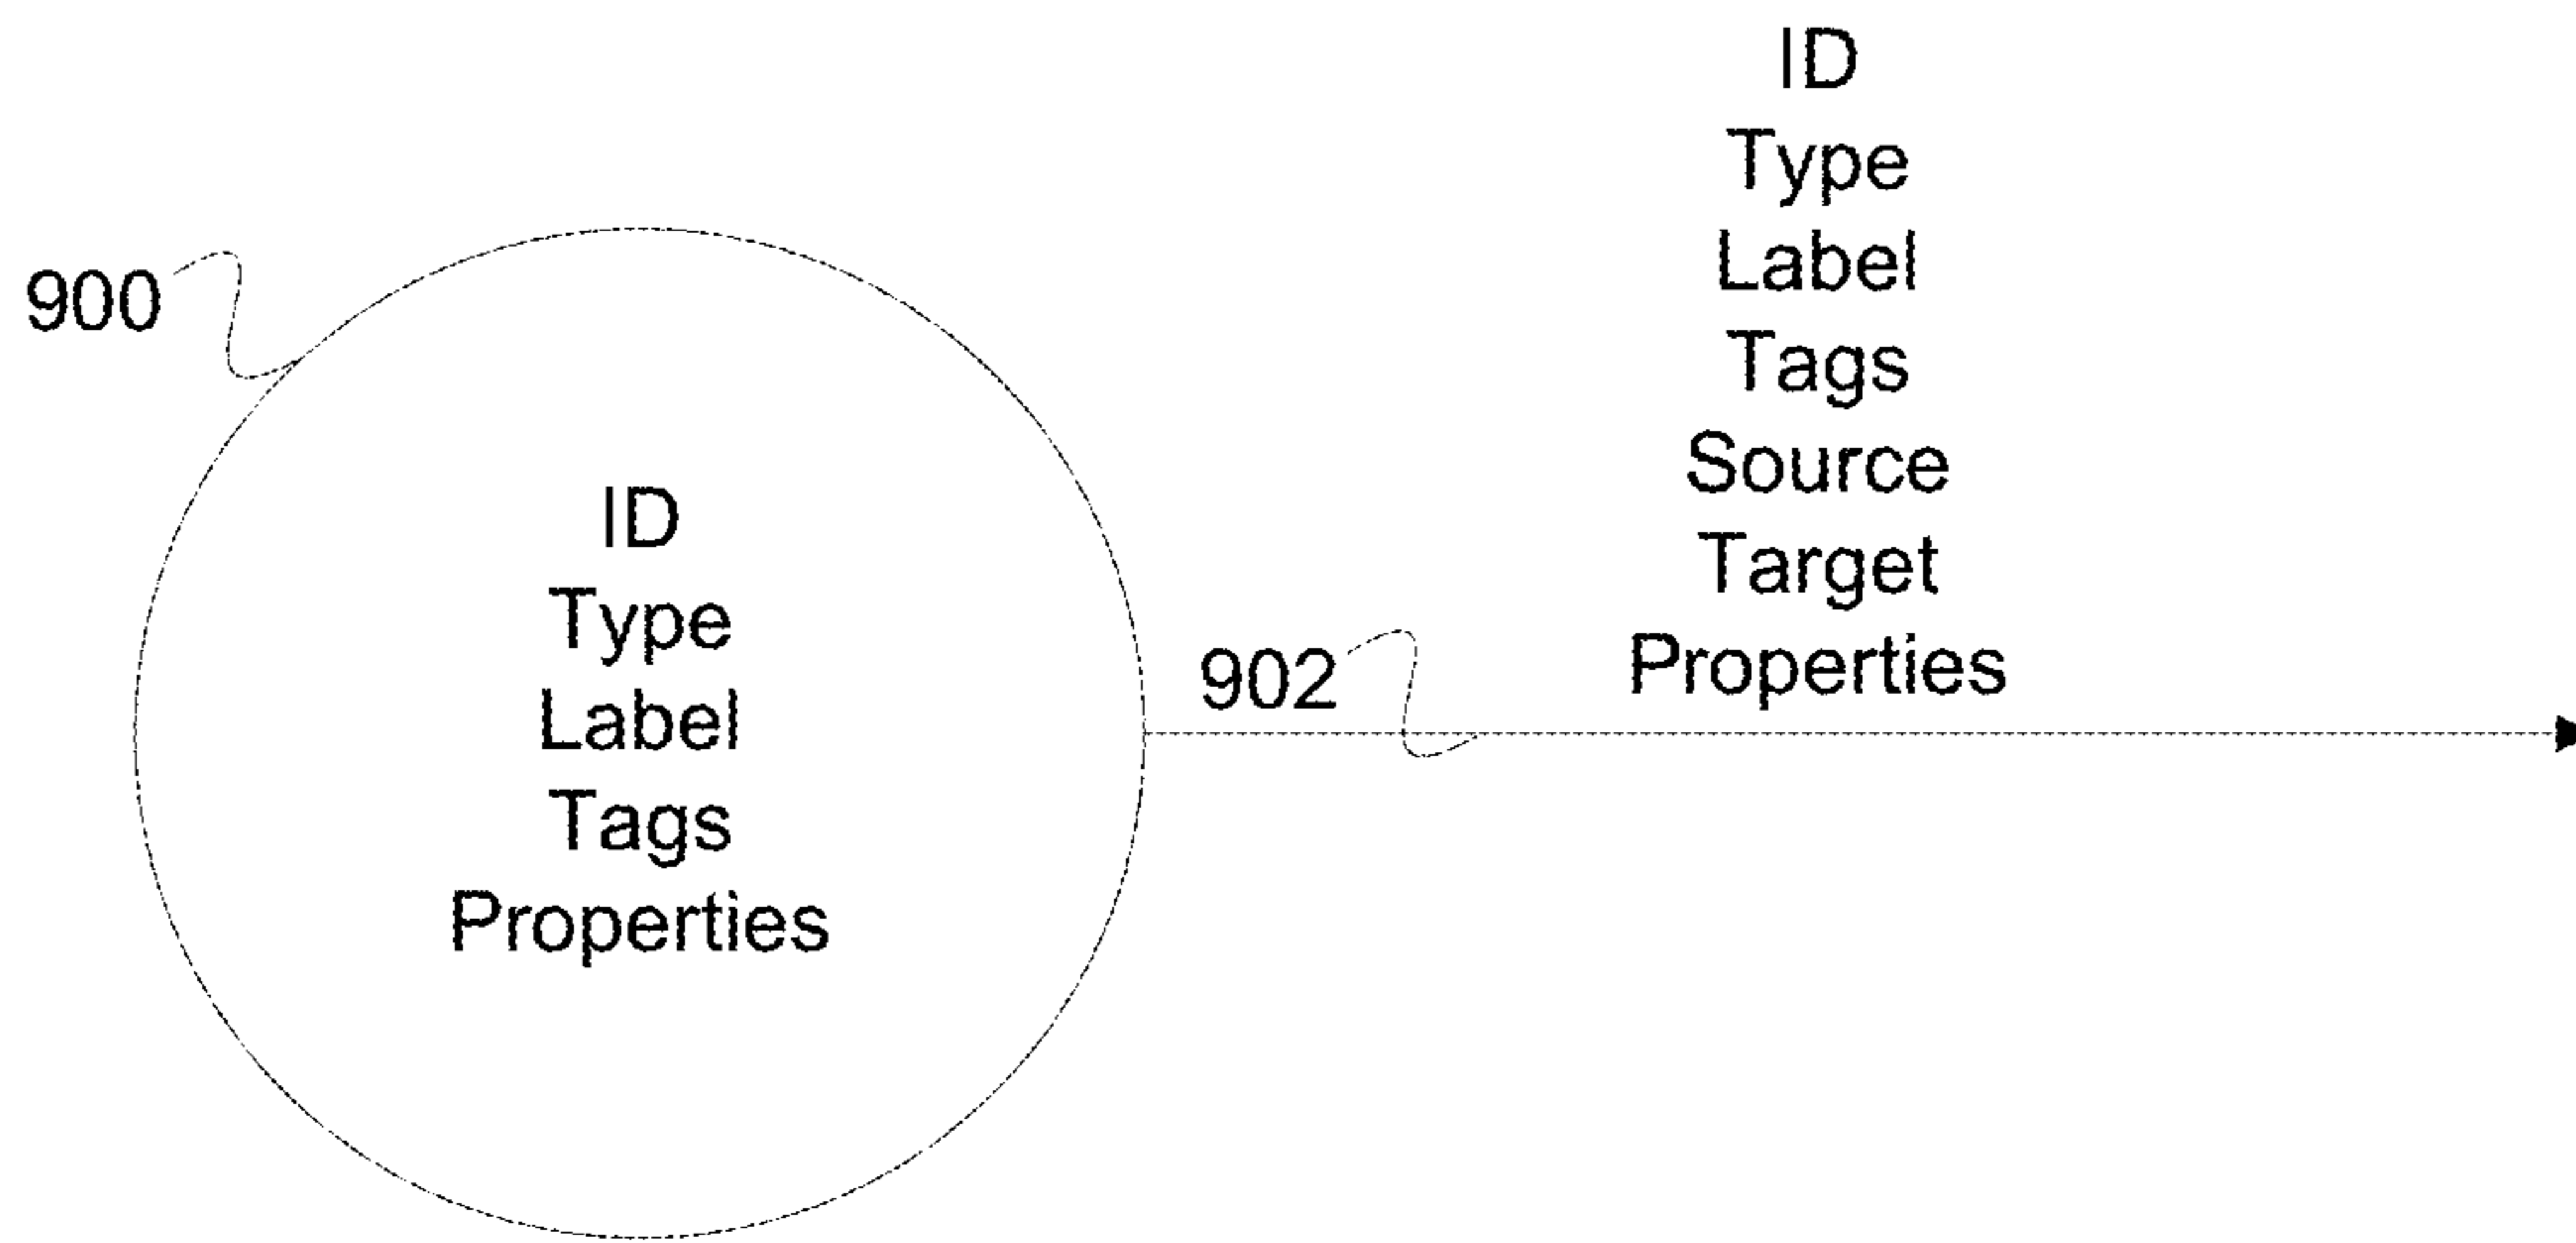 900
ID
Type
Label
Tags
Properties
902
ID
Type
Label
Tags
Source
Target
Properties